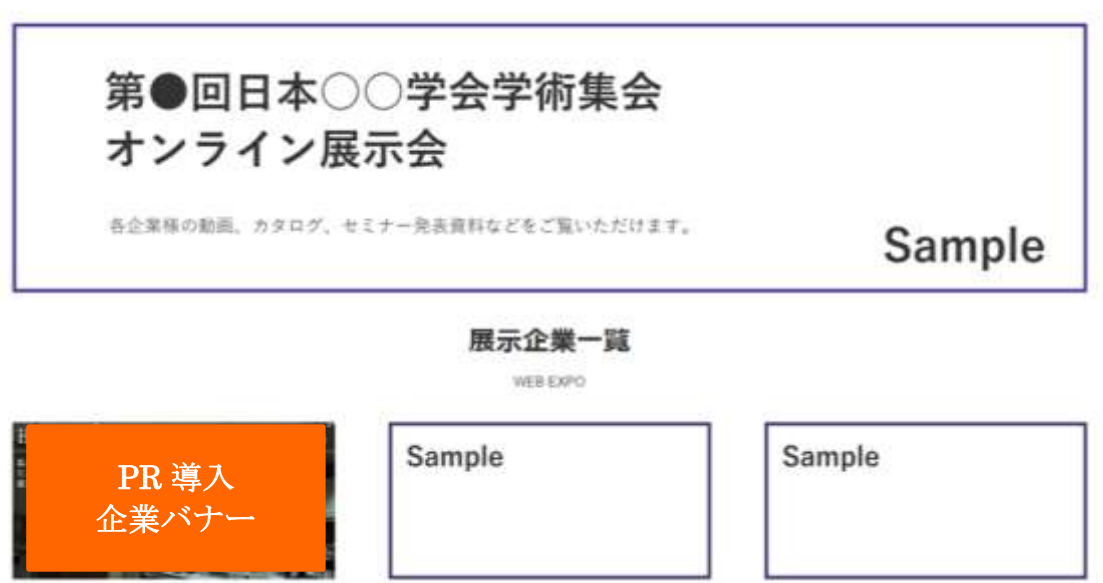 第●回日本○○学会学術集会
オンライン展示会
各企業様の動画、カタログ、セミナー発表資料などをご覧いただけます。
Sample
展示企業一覧
WEB EXPO
PR 導入
企業バナー
Sample
Sample